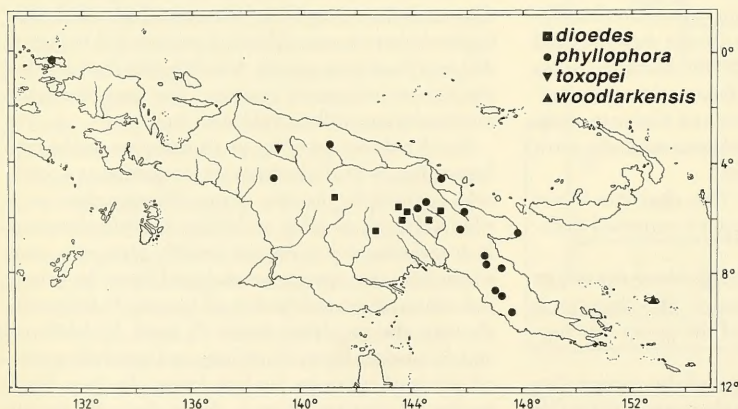 ■ dioedes
● phyllophora
▼ toxopei
▲ woodlarkensis
0°
4°
8°
12°
132°
136°
140°
144°
148°
152°